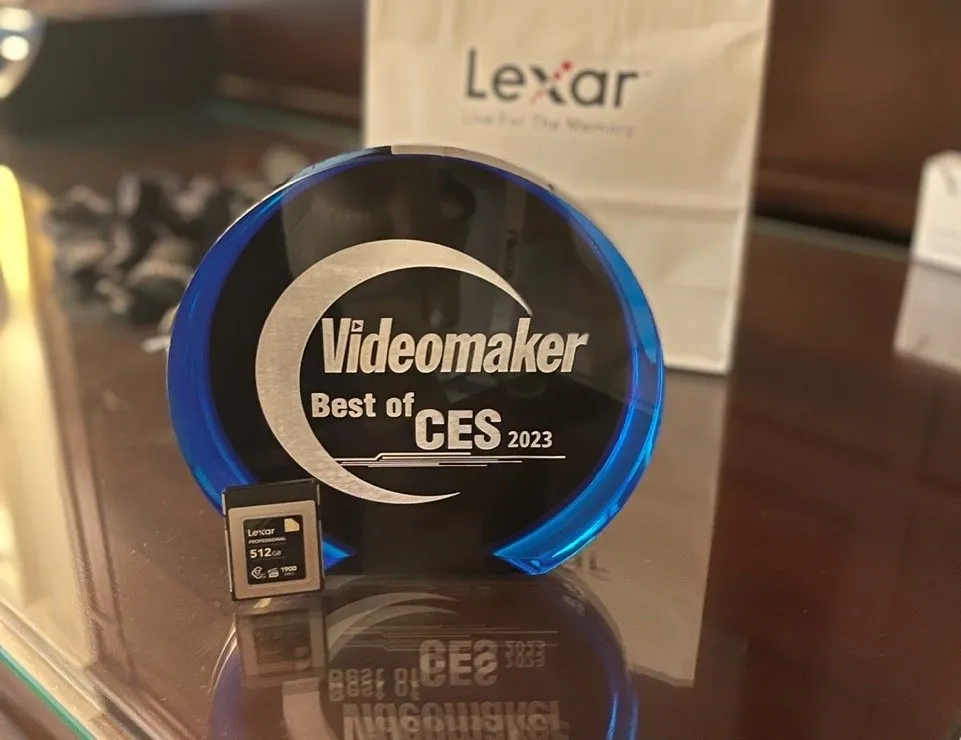 Lexar
Live For The Memory
Videomaker
Best of
CES 2023
Lexar
PROFESSIONAL
512GB
1900